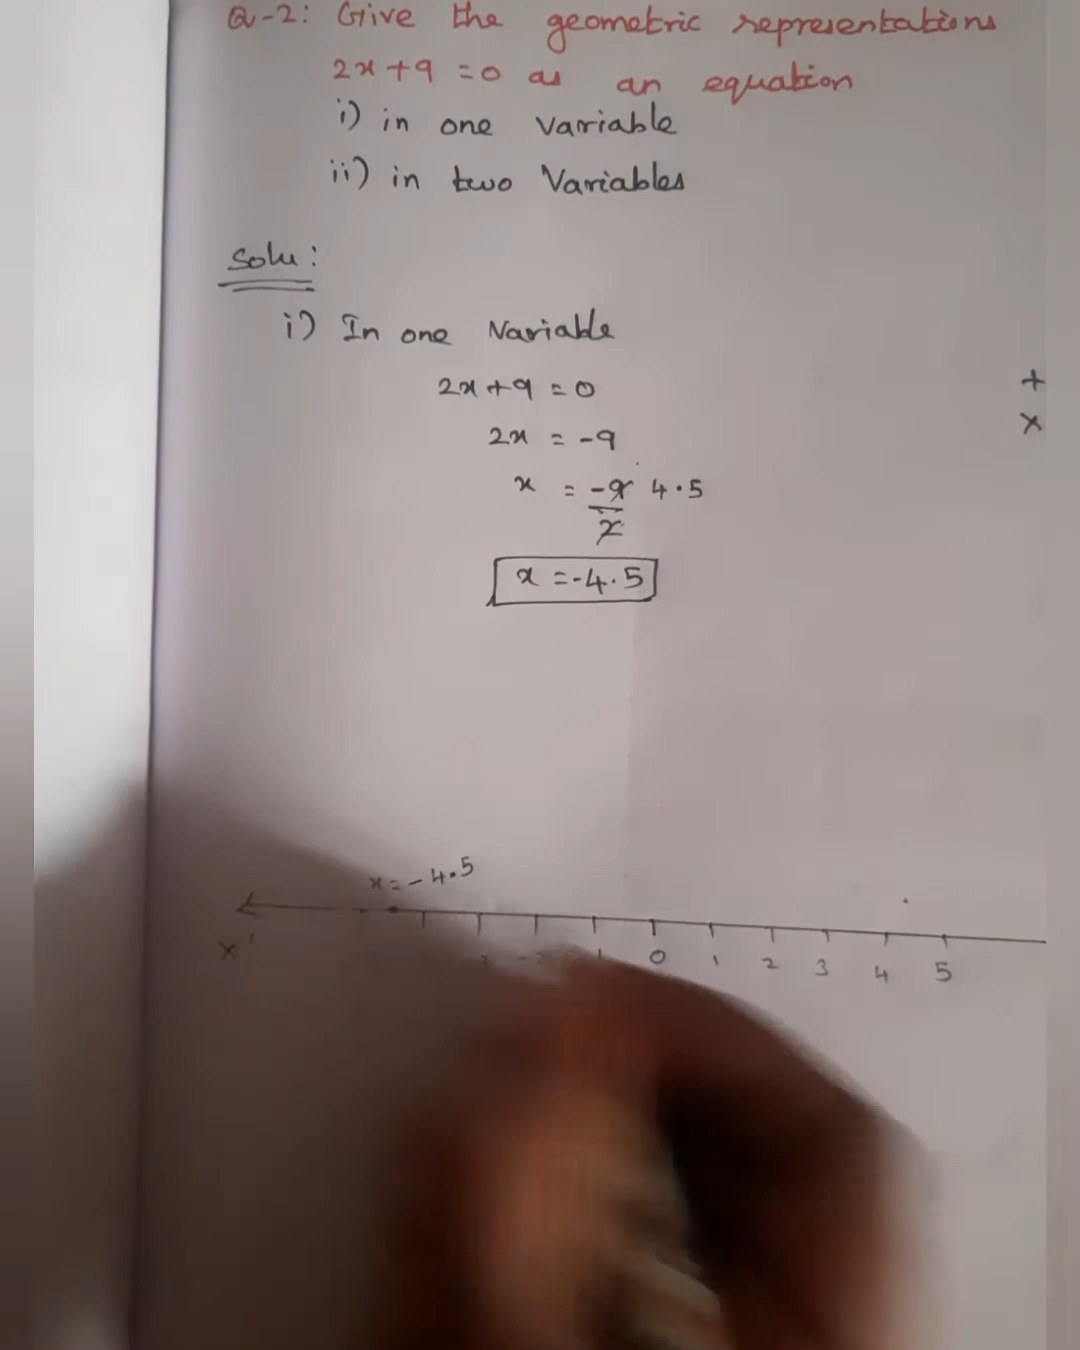 Q-2: Give the geometric representations
2x+9=0 as an equation
i) in one variable
ii) in two Variables
Solu:
i) In one Variable
2x+9=0
2x = -9
x = -9/2 4.5
x=-4.5
+
x
x=-4.5
X'
0 1 2 3 4 5